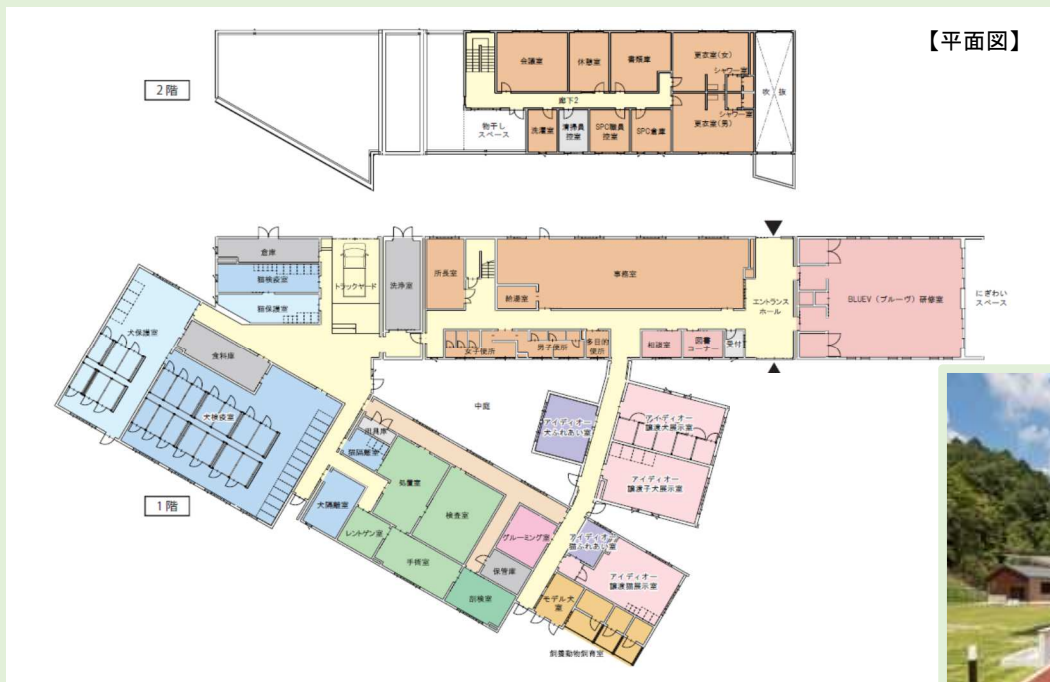 【平面図】
2階
会議室
休憩室
書類庫
更衣室(女)
シャワー室
吹 抜
廊下2
物干し
スペース
洗濯室
清掃員
控室
SPC職員
控室
SPC倉庫
更衣室(男)
シャワー室
倉庫
猫検疫室
猫保護室
トラックヤード
洗浄室
所長室
給湯室
事務室
エントランス
ホール
BLUEV(ブルーヴ)研修室
にぎわい
スペース
犬保護室
食料庫
女子便所
男子便所
多目的
便所
相談室
図書
コーナー
受付
犬検疫室
中庭
アイディオー
犬ふれあい室
アイディオー
譲渡犬展示室
アイディオー
譲渡子犬展示室
用具庫
猫隔離室
処置室
検査室
犬隔離室
レントゲン室
手術室
グルーミング室
保管庫
剖検室
アイディオー
猫ふれあい室
アイディオー
譲渡猫展示室
モデル犬
室
飼養動物飼育室
1階